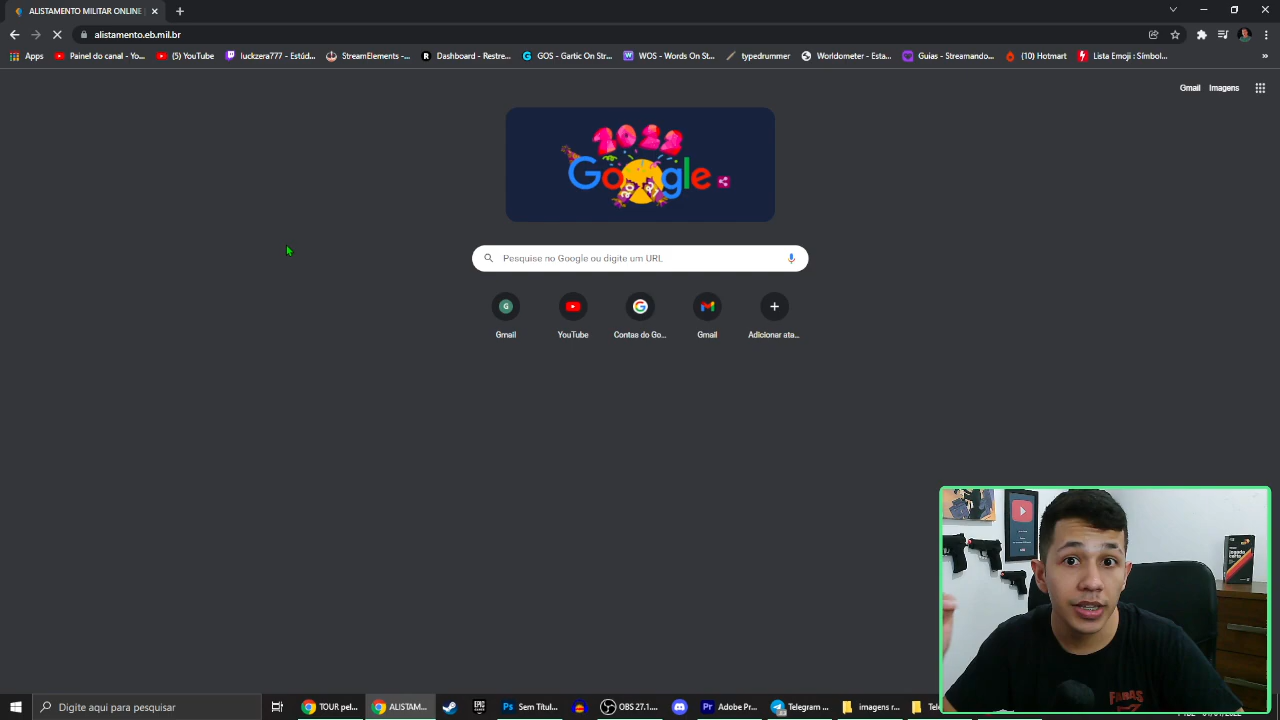 ALISTAMENTO MILITAR ONLINE |
alistamento.eb.mil.br
Apps
Painel do canal - Yo...
(5) YouTube
luckzera777 - Estúd...
StreamElements -...
Dashboard - Restre...
GOS - Gartic On Str...
WOS - Words On St...
typedrummer
Worldometer - Esta...
Guias - Streamando...
(10) Hotmart
Lista Emoji : Símbol...
»
Gmail
Imagens
2022
Google
Pesquise no Google ou digite um URL
G
Gmail
YouTube
Contas do Go...
Gmail
Adicionar ata...
Digite aqui para pesquisar
TOUR pel...
ALISTAM...
Sem Títul...
OBS 27.1....
Adobe Pr...
Telegram ...
imagens r...